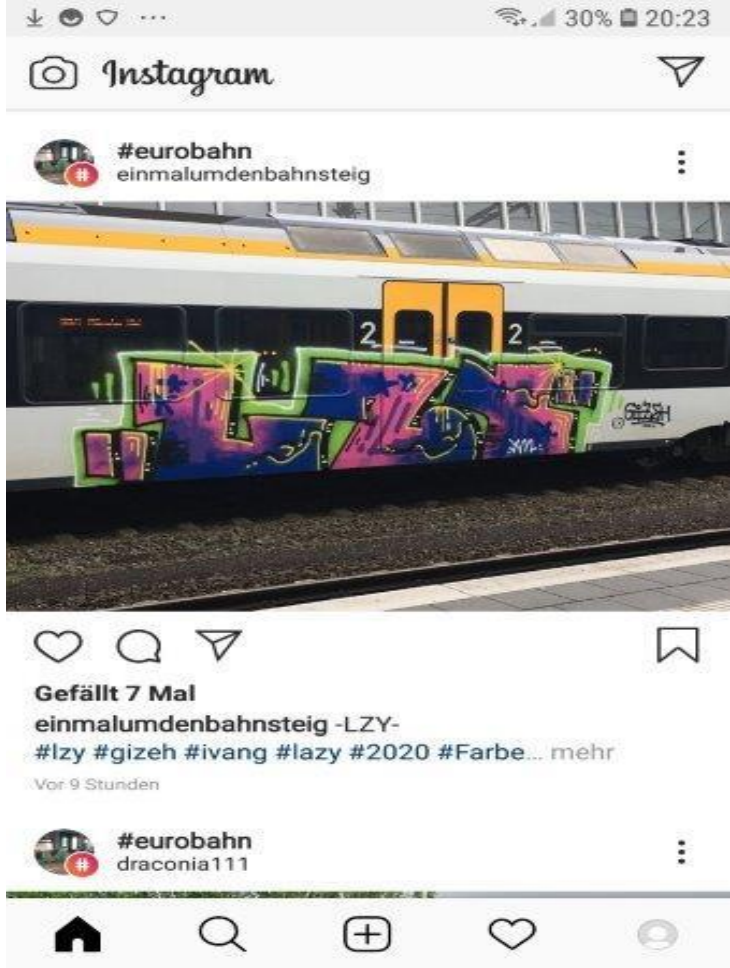 30% 20:23
Instagram
#eurobahn
einmalumdenbahnsteig
2 2
LZY
Gefällt 7 Mal
einmalumdenbahnsteig -LZY-
#lzy #gizeh #ivang #lazy #2020 #Farbe... mehr
Vor 9 Stunden
#eurobahn
draconia111